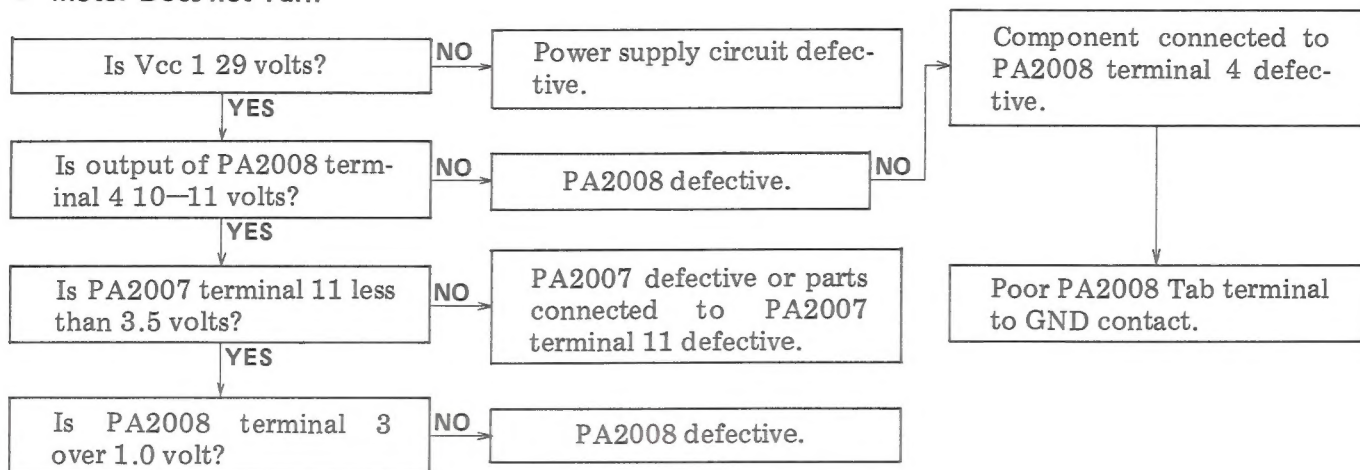 Motor Does not Turn
Is Vcc 1 29 volts?
NO
Power supply circuit defec-
tive.
YES
Is output of PA2008 term-
inal 4 10—11 volts?
NO
PA2008 defective.
NO
Component connected to
PA2008 terminal 4 defec-
tive.
Poor PA2008 Tab terminal
to GND contact.
YES
Is PA2007 terminal 11 less
than 3.5 volts?
NO
PA2007 defective or parts
connected to PA2007
terminal 11 defective.
YES
Is PA2008 terminal 3
over 1.0 volt?
NO
PA2008 defective.